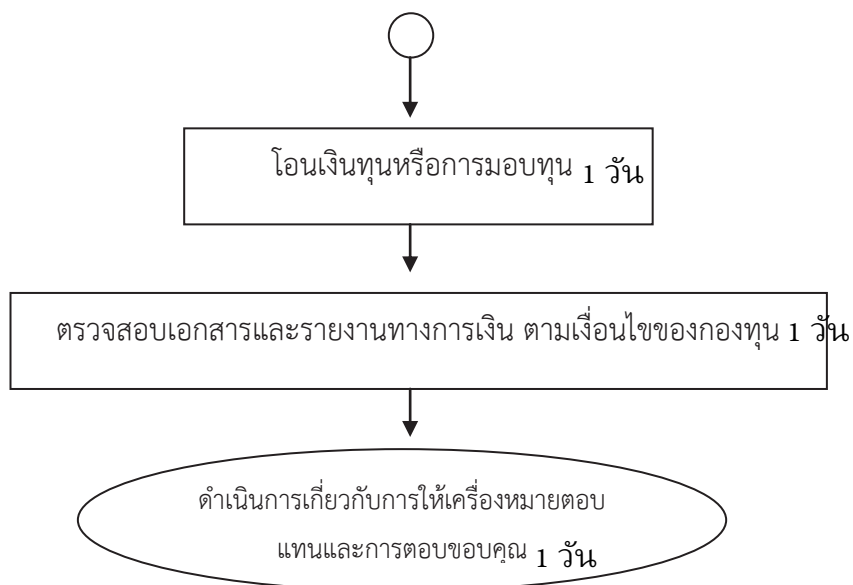 โอนเงินทุนหรือการมอบทุน 1 วัน
ตรวจสอบเอกสารและรายงานทางการเงิน ตามเงื่อนไขของกองทุน 1 วัน
ดำเนินการเกี่ยวกับการให้เครื่องหมายตอบ
แทนและการตอบขอบคุณ 1 วัน